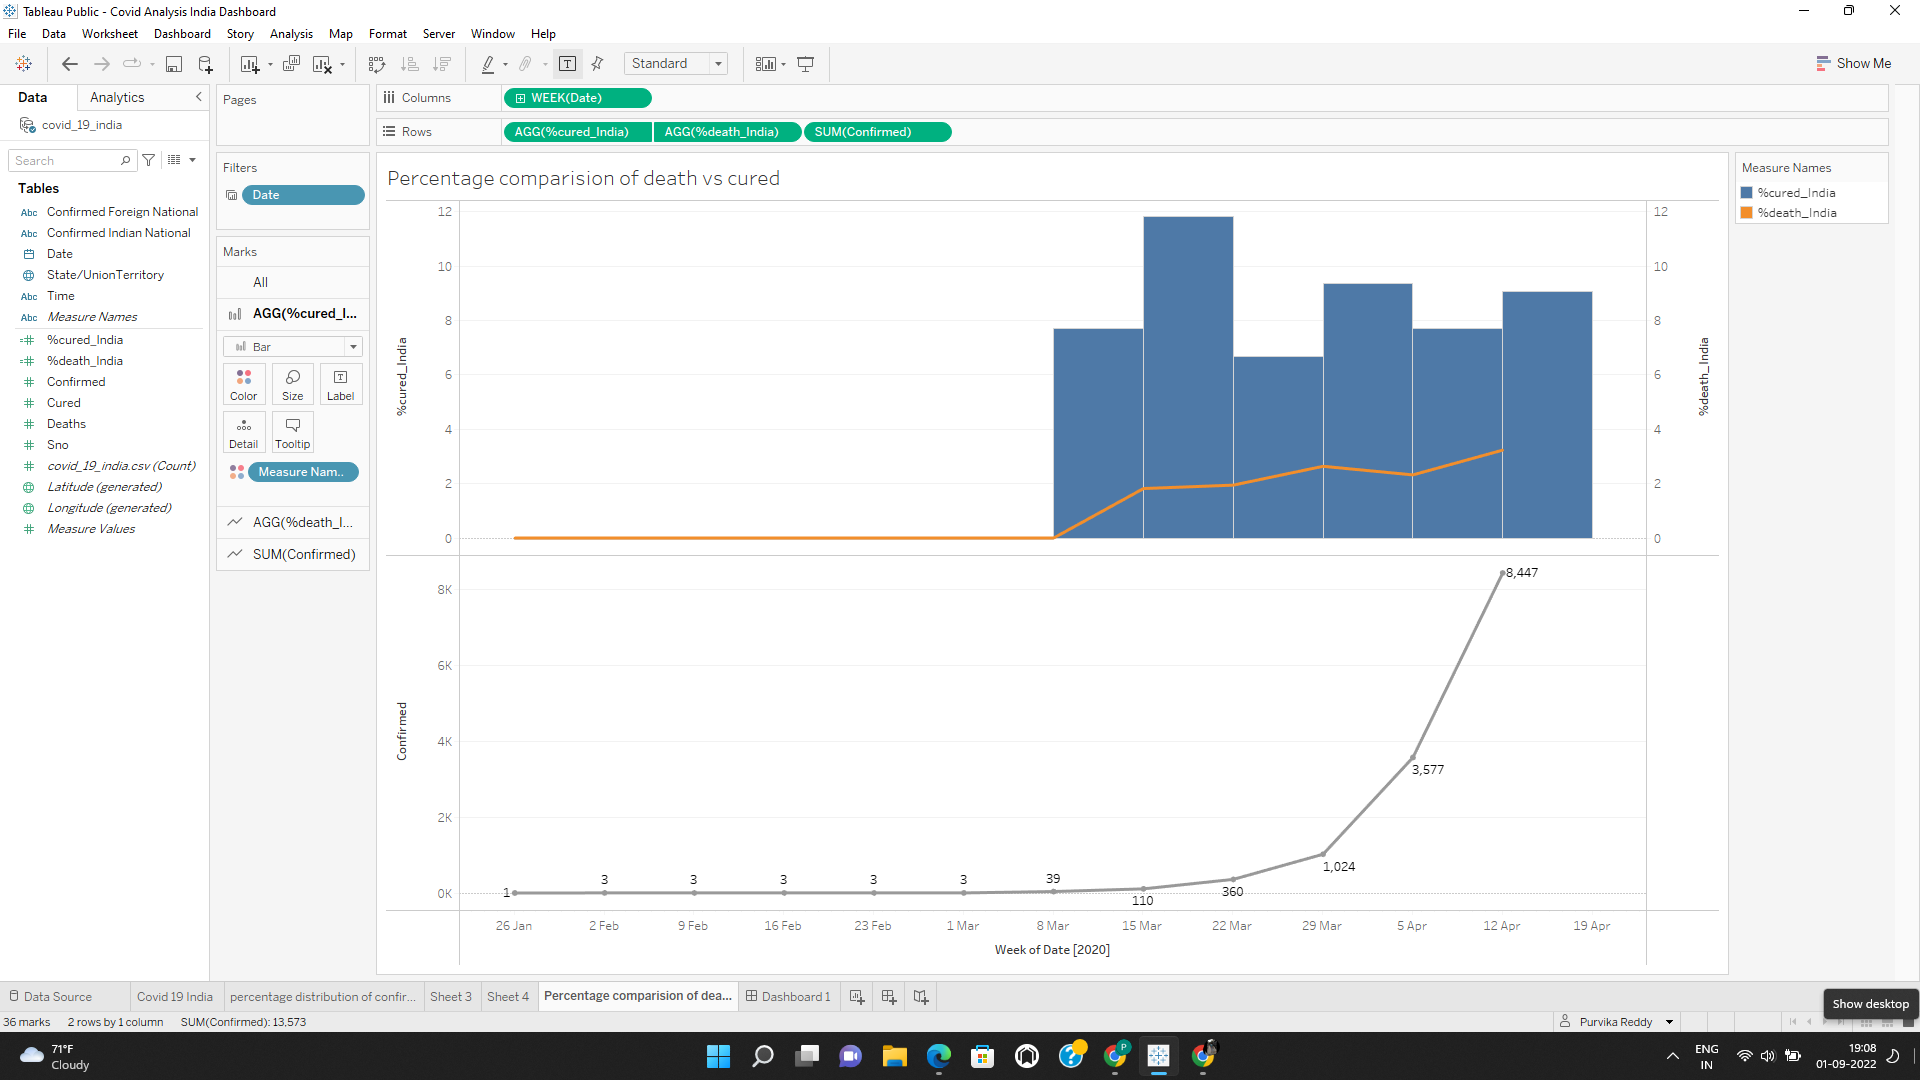 Tableau Public - Covid Analysis India Dashboard
File Data Worksheet Dashboard Story Analysis Map Format Server Window Help
Standard
Show Me
Data Analytics
covid_19_india
Search
Tables
Abc Confirmed Foreign National
Abc Confirmed Indian National
Date
State/UnionTerritory
Abc Time
Abc Measure Names
%cured_India
%death_India
Confirmed
Cured
Deaths
Sno
covid_19_india.csv (Count)
Latitude (generated)
Longitude (generated)
Measure Values
Pages
Filters
Date
Marks
All
AGG(%cured_I...
Bar
Color Size Label
Detail Tooltip
Measure Nam..
AGG(%death_I...
SUM(Confirmed)
Columns WEEK(Date)
Rows AGG(%cured_India) AGG(%death_India) SUM(Confirmed)
Percentage comparision of death vs cured
12
10
8
6
4
2
0
%cured_India
12
10
8
6
4
2
0
%death_India
8K
6K
4K
2K
0K
Confirmed
1 3 3 3 3 3 39 110 360 1,024 3,577 8,447
26 Jan 2 Feb 9 Feb 16 Feb 23 Feb 1 Mar 8 Mar 15 Mar 22 Mar 29 Mar 5 Apr 12 Apr 19 Apr
Week of Date [2020]
Measure Names
%cured_India
%death_India
Data Source Covid 19 India percentage distribution of confir... Sheet 3 Sheet 4 Percentage comparision of dea... Dashboard 1
Show desktop
36 marks 2 rows by 1 column SUM(Confirmed): 13,573
Purvika Reddy
71°F
Cloudy
P
ENG
IN
19:08
01-09-2022